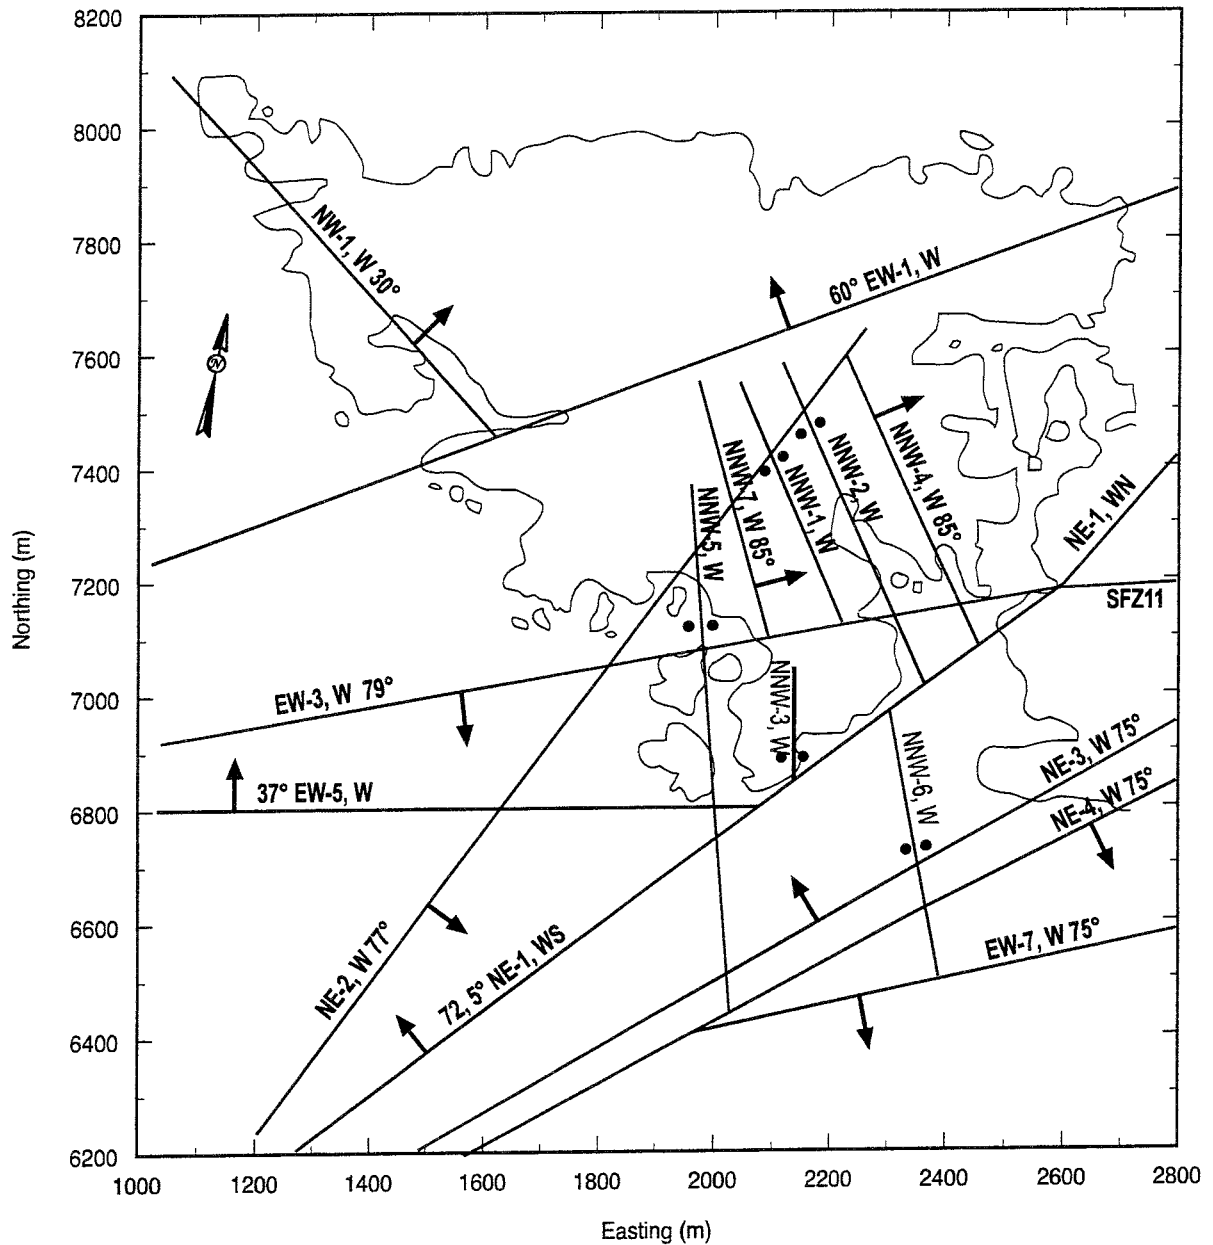 8200
8000
7800
7600
7400
7200
7000
6800
6600
6400
6200
Northing (m)
1000 1200 1400 1600 1800 2000 2200 2400 2600 2800
Easting (m)
N
NW-1, W 30°
60° EW-1, W
NNW-7, W 85°
NNW-1, W
NNW-2, W
NNW-4, W 85°
NNW-5, W
NE-1, WN
SFZ11
EW-3, W 79°
NNW-3, W
37° EW-5, W
NNW-6, W
NE-3, W 75°
NE-4, W 75°
EW-7, W 75°
NE-2, W 77°
72, 5° NE-1, WS